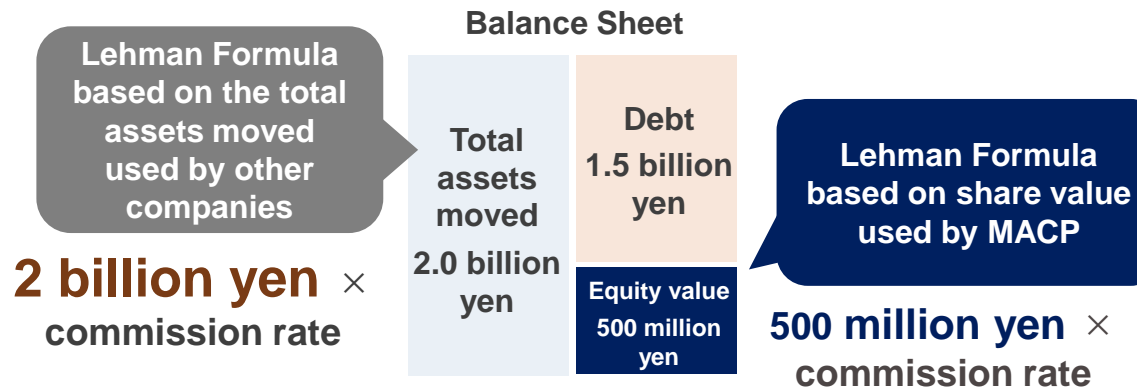 Balance Sheet
Lehman Formula
based on the total
assets moved
used by other
companies
2 billion yen ×
commission rate
Total
assets
moved
2.0 billion
yen
Debt
1.5 billion
yen
Equity value
500 million
yen
Lehman Formula
based on share value
used by MACP
500 million yen ×
commission rate